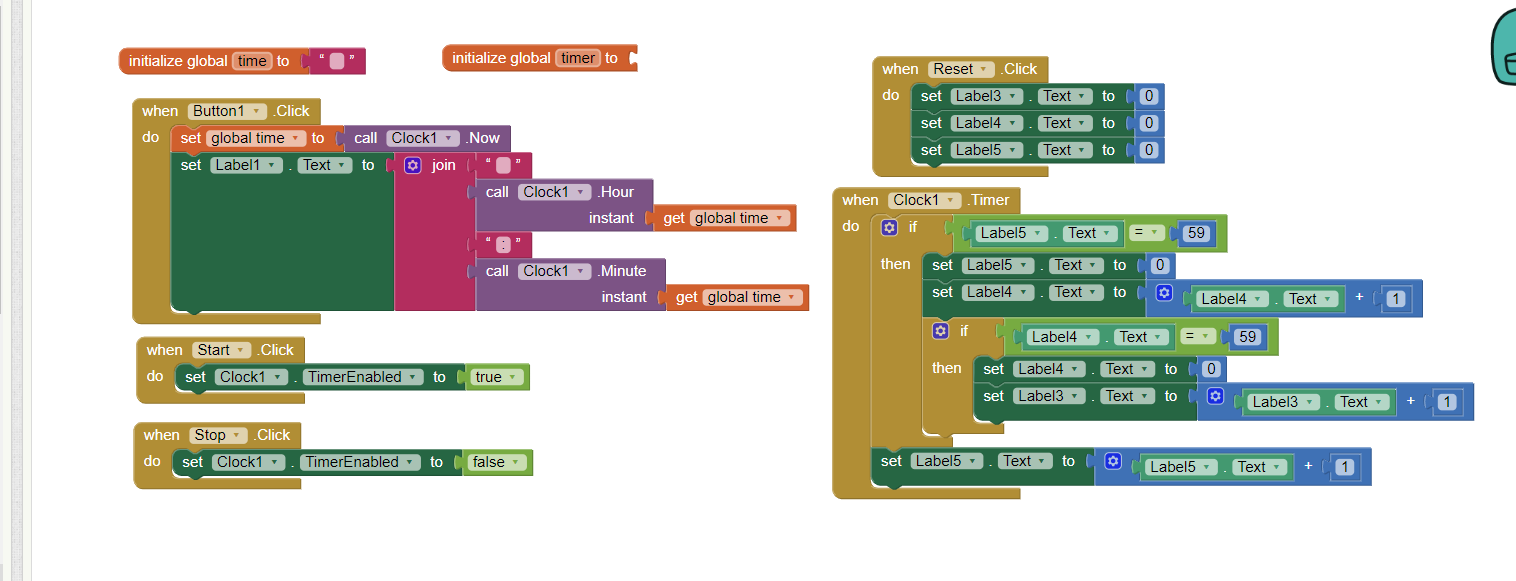 initialize global time to " "
initialize global timer to
when Button1 .Click
do set global time to call Clock1 .Now
set Label1 . Text to join " "
call Clock1 .Hour
instant get global time
" : "
call Clock1 .Minute
instant get global time
when Start .Click
do set Clock1 . TimerEnabled to true
when Stop .Click
do set Clock1 . TimerEnabled to false
when Reset .Click
do set Label3 . Text to 0
set Label4 . Text to 0
set Label5 . Text to 0
when Clock1 .Timer
do if Label5 . Text = 59
then set Label5 . Text to 0
set Label4 . Text to Label4 . Text + 1
if Label4 . Text = 59
then set Label4 . Text to 0
set Label3 . Text to Label3 . Text + 1
set Label5 . Text to Label5 . Text + 1